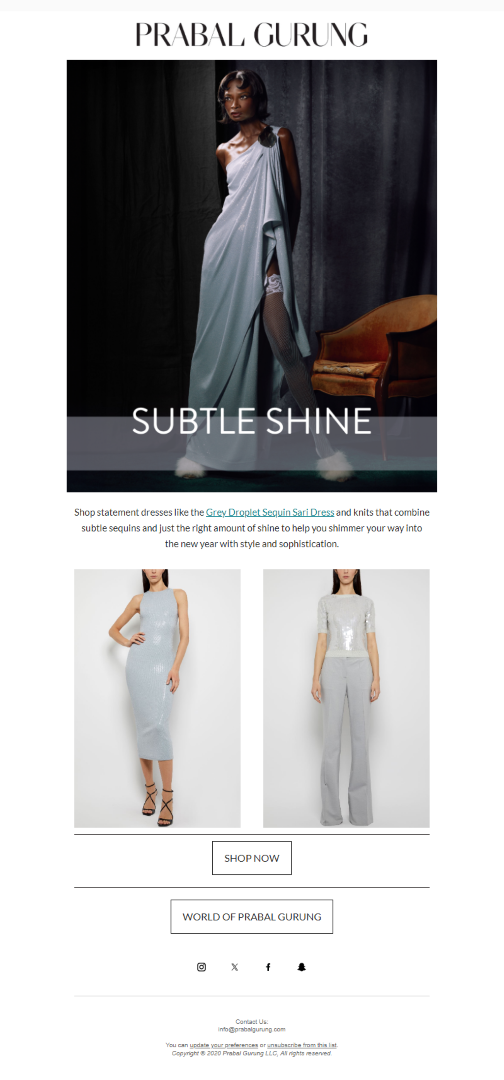 PRABAL GURUNG
SUBTLE SHINE
Shop statement dresses like the Grey Droplet Sequin Sari Dress and knits that combine
subtle sequins and just the right amount of shine to help you shimmer your way into
the new year with style and sophistication.
SHOP NOW
WORLD OF PRABAL GURUNG
Contact Us:
info@prabalgurung.com
You can update your preferences or unsubscribe from this list.
Copyright © 2020 Prabal Gurung LLC, All rights reserved.